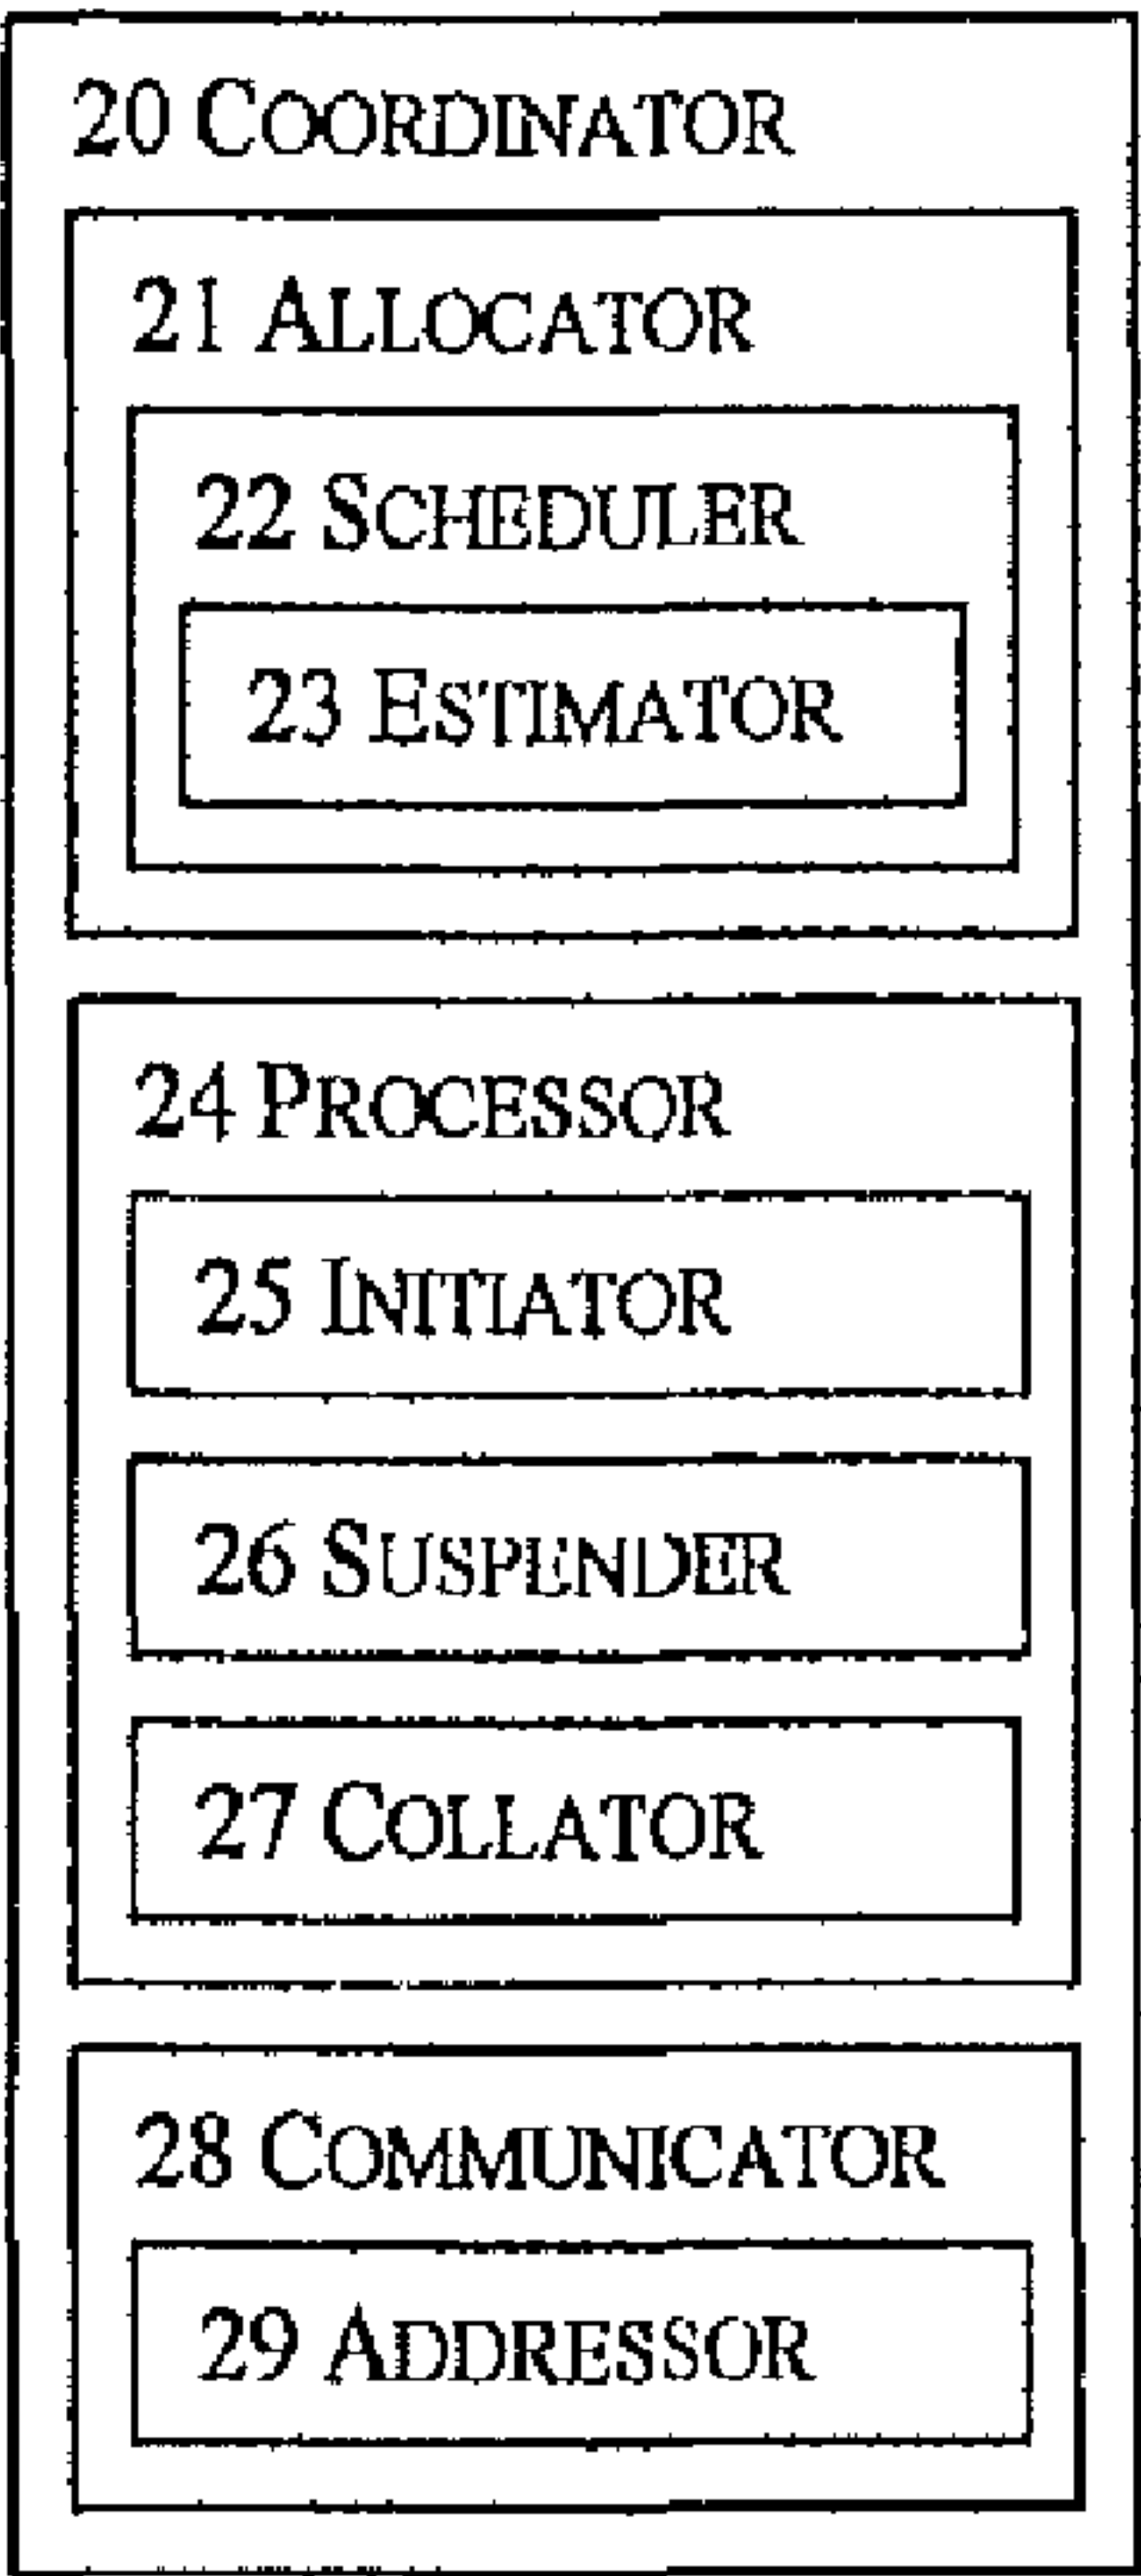 20 COORDINATOR
21 ALLOCATOR
22 SCHEDULER
23 ESTIMATOR
24 PROCESSOR
25 INITIATOR
26 SUSPENDER
27 COLLATOR
28 COMMUNICATOR
29 ADDRESSOR